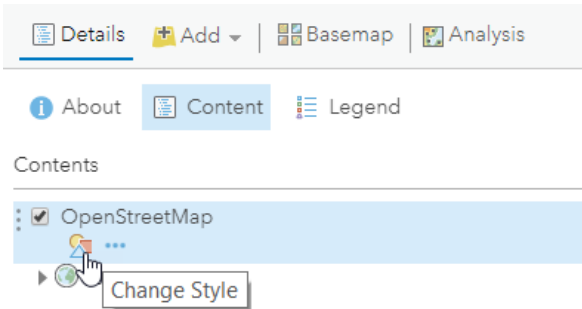 Details Add Basemap Analysis
About Content Legend
Contents
OpenStreetMap
Change Style